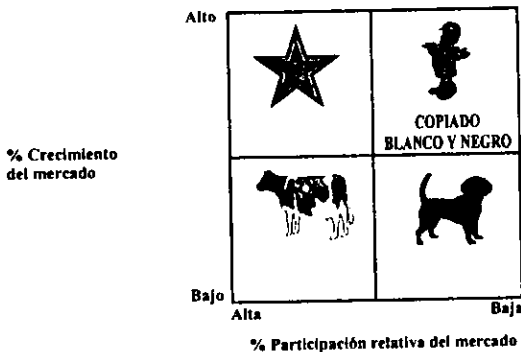 Alto
COPIADO
BLANCO Y NEGRO
% Crecimiento
del mercado
Bajo
Alta
Baja
% Participación relativa del mercado